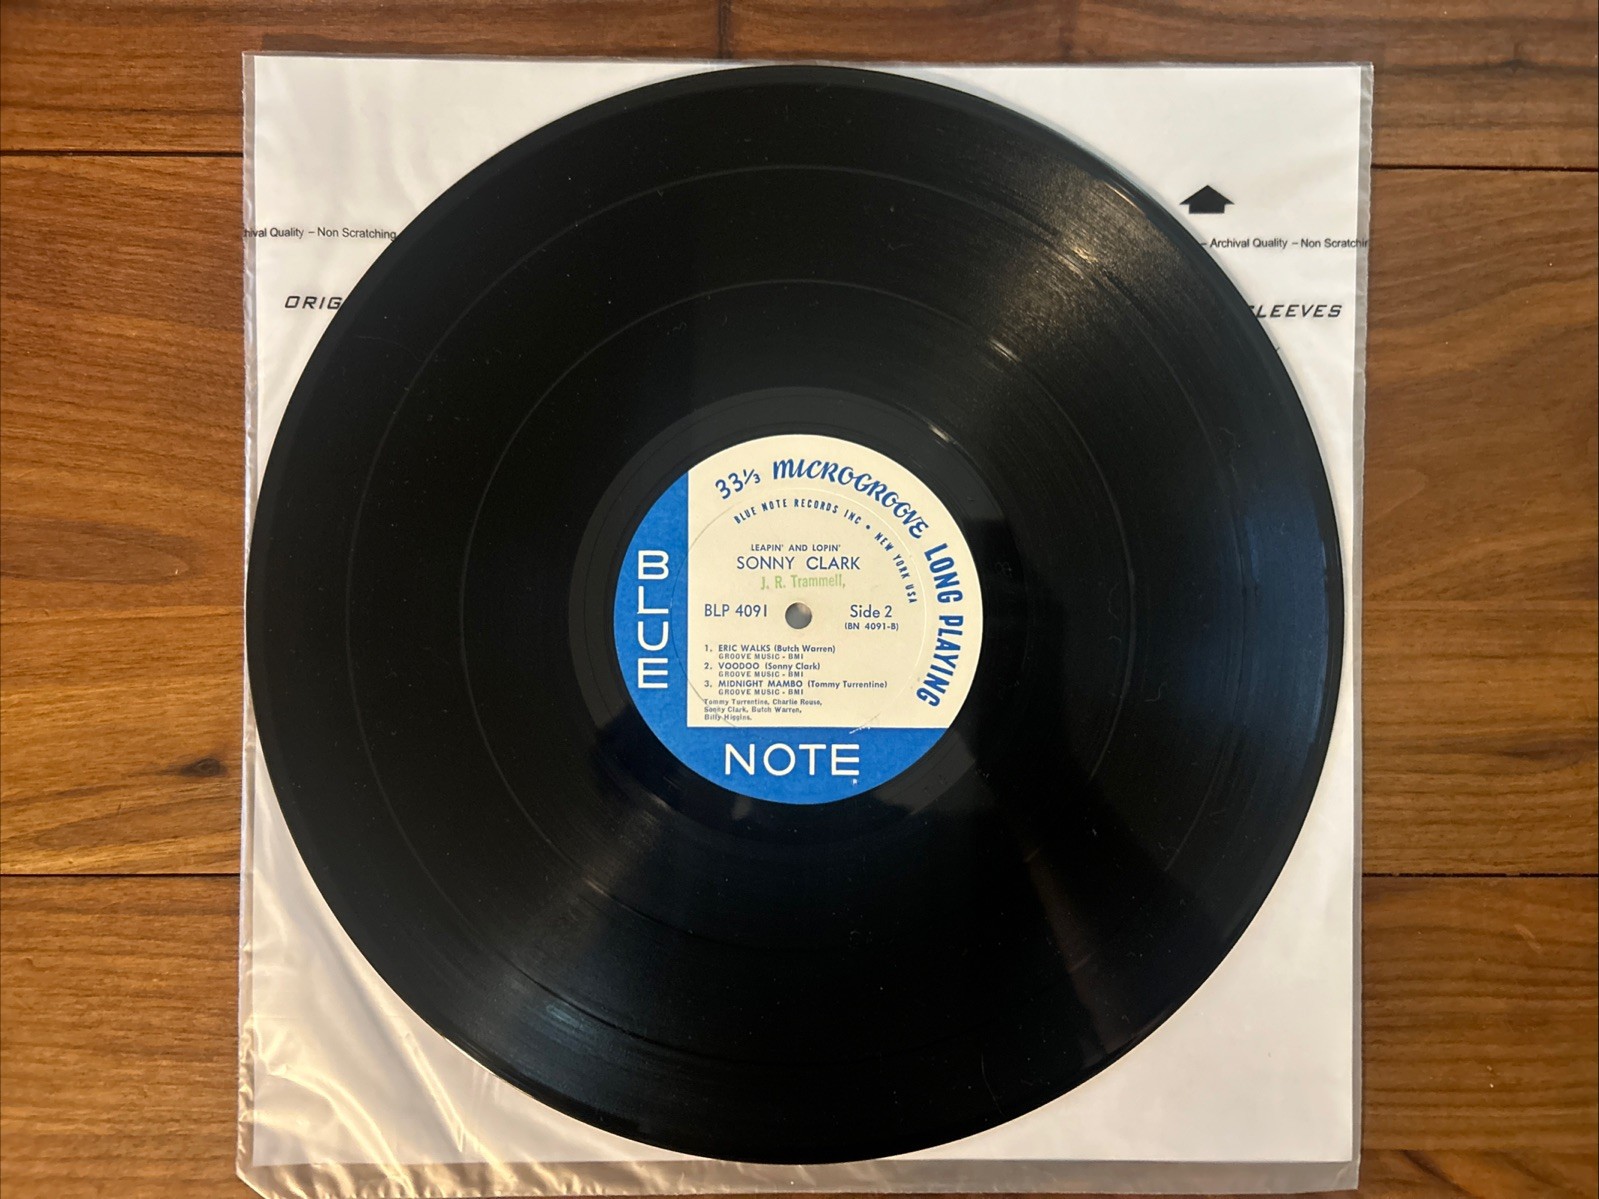 hival Quality – Non Scratching
– Archival Quality – Non Scratchin
ORIG
SLEEVES
33⅓ MICROGROOVE LONG PLAYING
BLUE NOTE RECORDS INC • NEW YORK USA
LEAPIN' AND LOPIN'
SONNY CLARK
J. R. Trammell,
BLP 4091
Side 2
(BN 4091-B)
1. ERIC WALKS (Butch Warren)
GROOVE MUSIC - BMI
2. VOODOO (Sonny Clark)
GROOVE MUSIC - BMI
3. MIDNIGHT MAMBO (Tommy Turrentine)
GROOVE MUSIC - BMI
Tommy Turrentine, Charlie Rouse,
Sonny Clark, Butch Warren,
Billy Higgins.
BLUE
NOTE
®